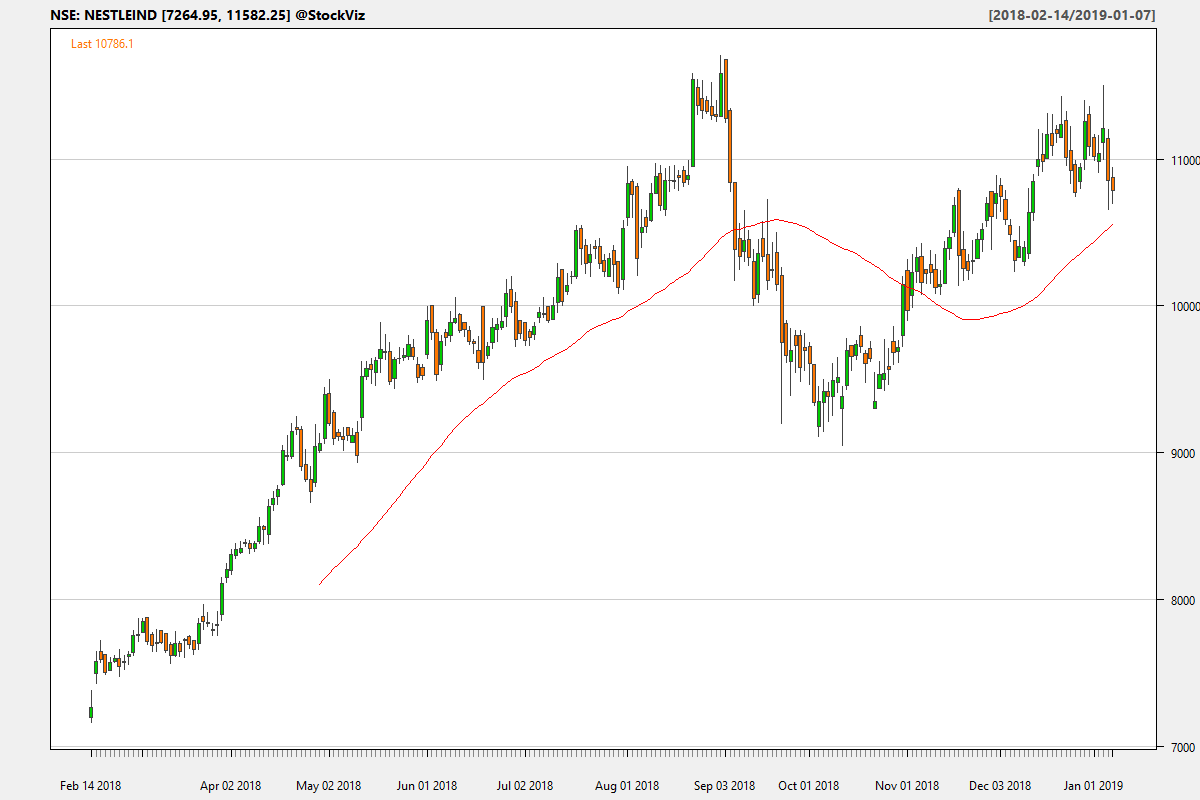 NSE: NESTLEIND [7264.95, 11582.25] @StockViz [2018-02-14/2019-01-07]
Last 10786.1
11000
10000
9000
8000
7000
Feb 14 2018 Apr 02 2018 May 02 2018 Jun 01 2018 Jul 02 2018 Aug 01 2018 Sep 03 2018 Oct 01 2018 Nov 01 2018 Dec 03 2018 Jan 01 2019